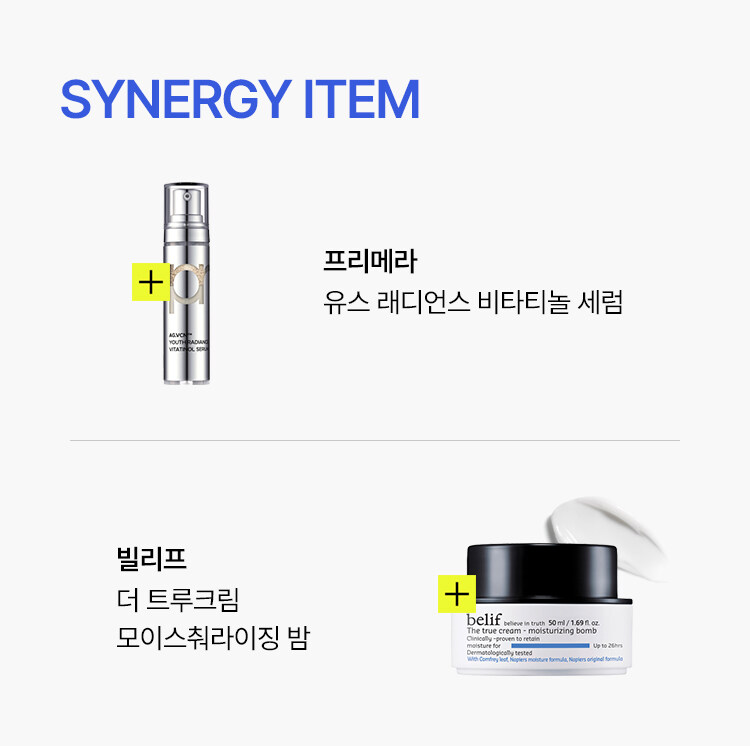 SYNERGY ITEM
프리메라
유스 래디언스 비타티놀 세럼
AG.VCN™
YOUTH RADIANCE
VITATINOL SERUM
빌리프
더 트루크림
모이스춰라이징 밤
belif believe in truth 50 ml / 1.69 fl. oz.
The true cream - moisturizing bomb
Clinically -proven to retain
moisture for Up to 26hrs
Dermatologically tested
With Comfrey leaf, Napiers moisture formula, Napiers original formula